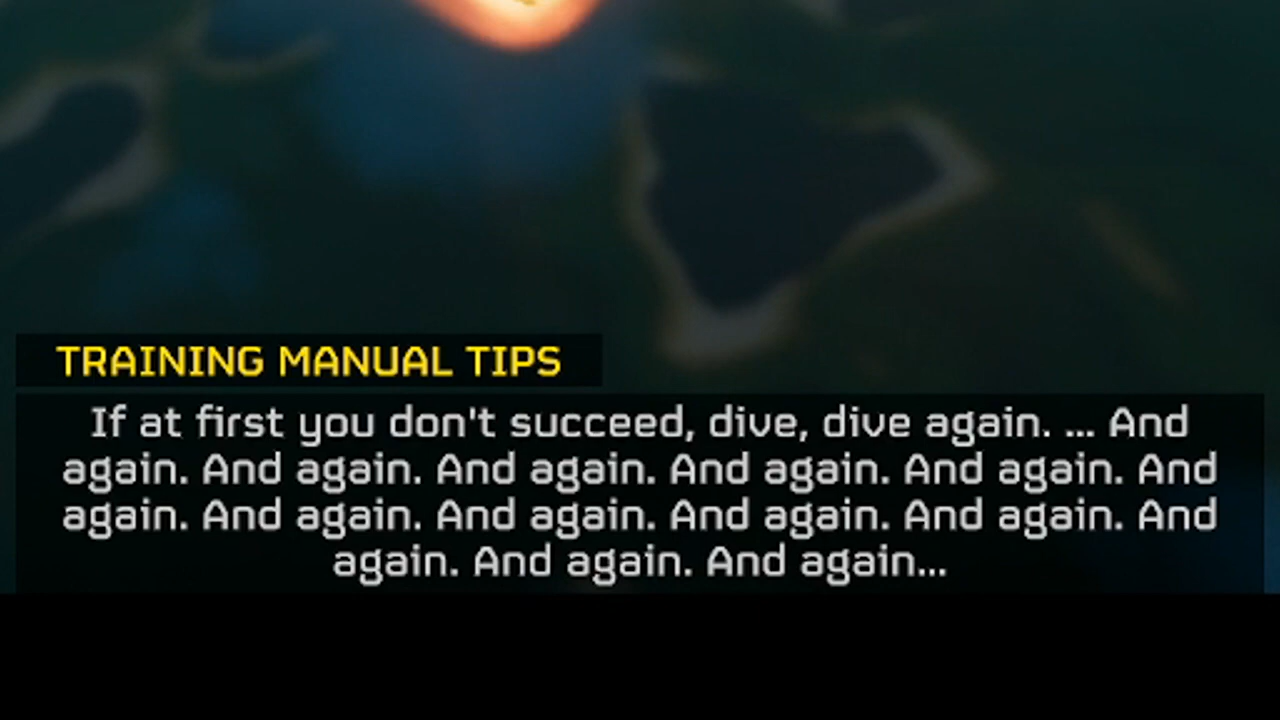 TRAINING MANUAL TIPS
If at first you don't succeed, dive, dive again. ... And
again. And again. And again. And again. And again. And
again. And again. And again. And again. And again. And
again. And again. And again...